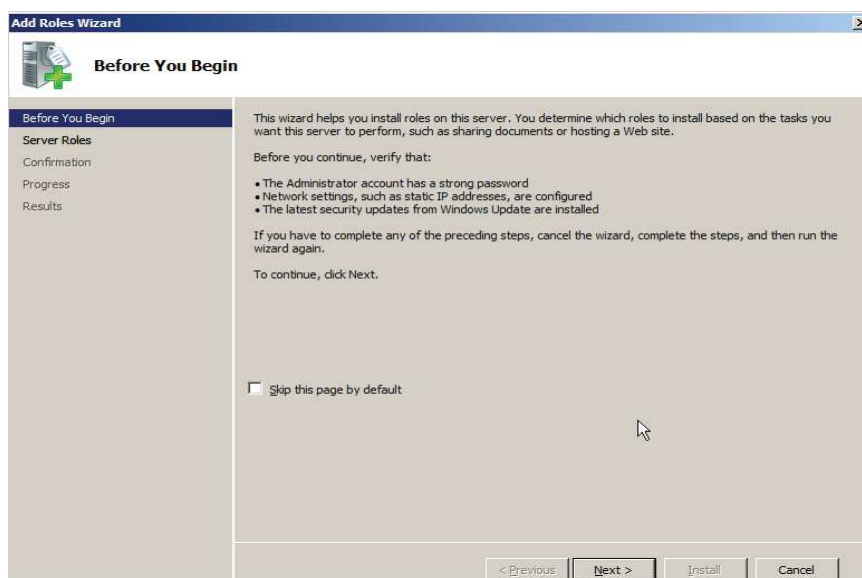 Add Roles Wizard
Before You Begin
Before You Begin
Server Roles
Confirmation
Progress
Results
This wizard helps you install roles on this server. You determine which roles to install based on the tasks you
want this server to perform, such as sharing documents or hosting a Web site.
Before you continue, verify that:
• The Administrator account has a strong password
• Network settings, such as static IP addresses, are configured
• The latest security updates from Windows Update are installed
If you have to complete any of the preceding steps, cancel the wizard, complete the steps, and then run the
wizard again.
To continue, click Next.
Skip this page by default
< Previous
Next >
Install
Cancel